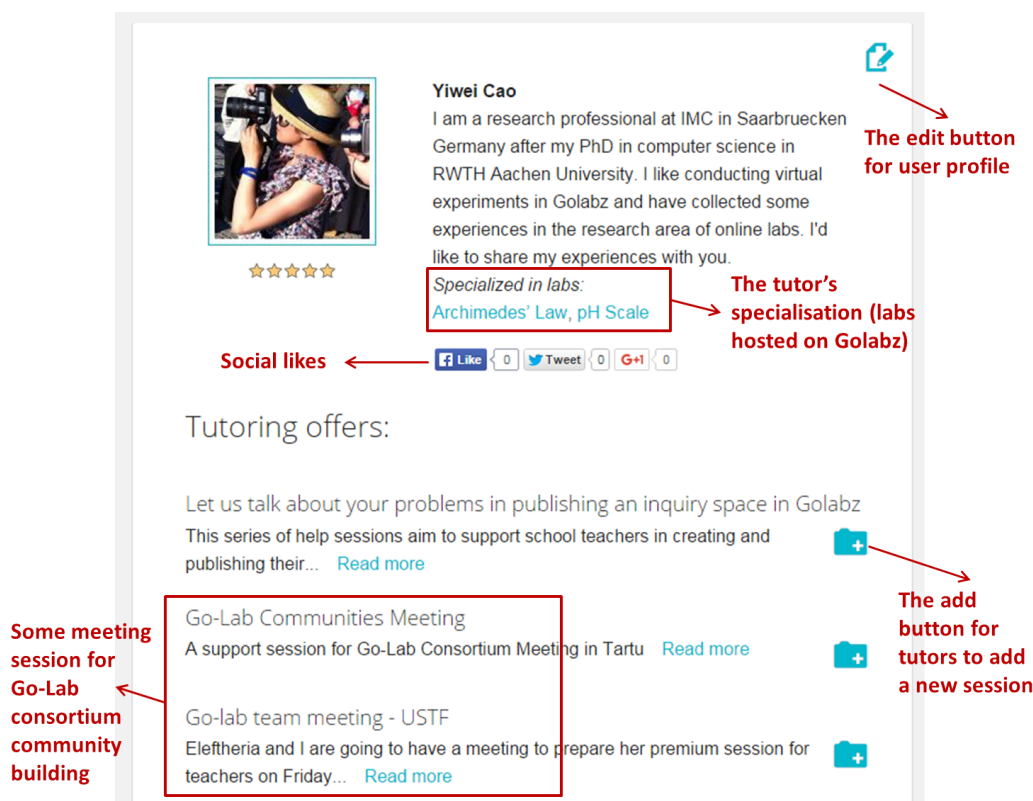 Yiwei Cao
I am a research professional at IMC in Saarbruecken
Germany after my PhD in computer science in
RWTH Aachen University. I like conducting virtual
experiments in Golabz and have collected some
experiences in the research area of online labs. I'd
like to share my experiences with you.
Specialized in labs:
Archimedes' Law, pH Scale
The edit button
for user profile
The tutor's
specialisation (labs
hosted on Golabz)
Social likes
Like 0 Tweet 0 G+1 0
Tutoring offers:
Let us talk about your problems in publishing an inquiry space in Golabz
This series of help sessions aim to support school teachers in creating and
publishing their... Read more
Go-Lab Communities Meeting
A support session for Go-Lab Consortium Meeting in Tartu Read more
Go-lab team meeting - USTF
Eleftheria and I are going to have a meeting to prepare her premium session for
teachers on Friday... Read more
The add
button for
tutors to add
a new session
Some meeting
session for
Go-Lab
consortium
community
building